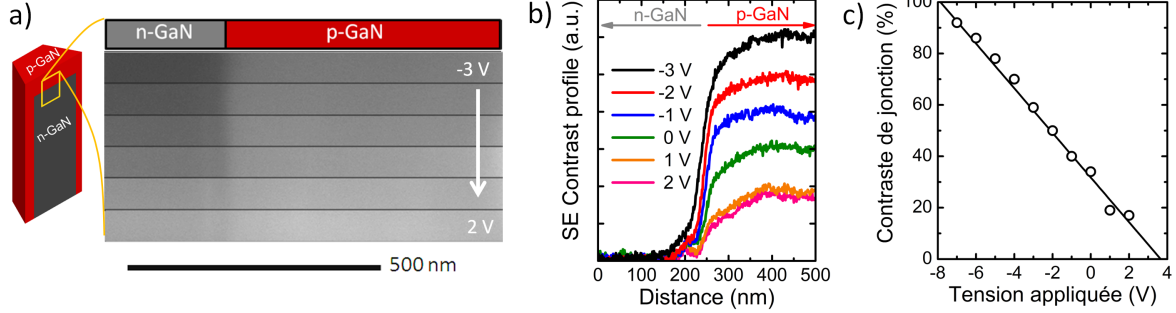 a)
n-GaN
p-GaN
p-GaN
n-GaN
-3 V
2 V
500 nm
b)
SE Contrast profile (a.u.)
n-GaN
p-GaN
-3 V
-2 V
-1 V
0 V
1 V
2 V
0 100 200 300 400 500
Distance (nm)
c)
Contraste de jonction (%)
100
80
60
40
20
0
-8 -6 -4 -2 0 2 4
Tension appliquée (V)